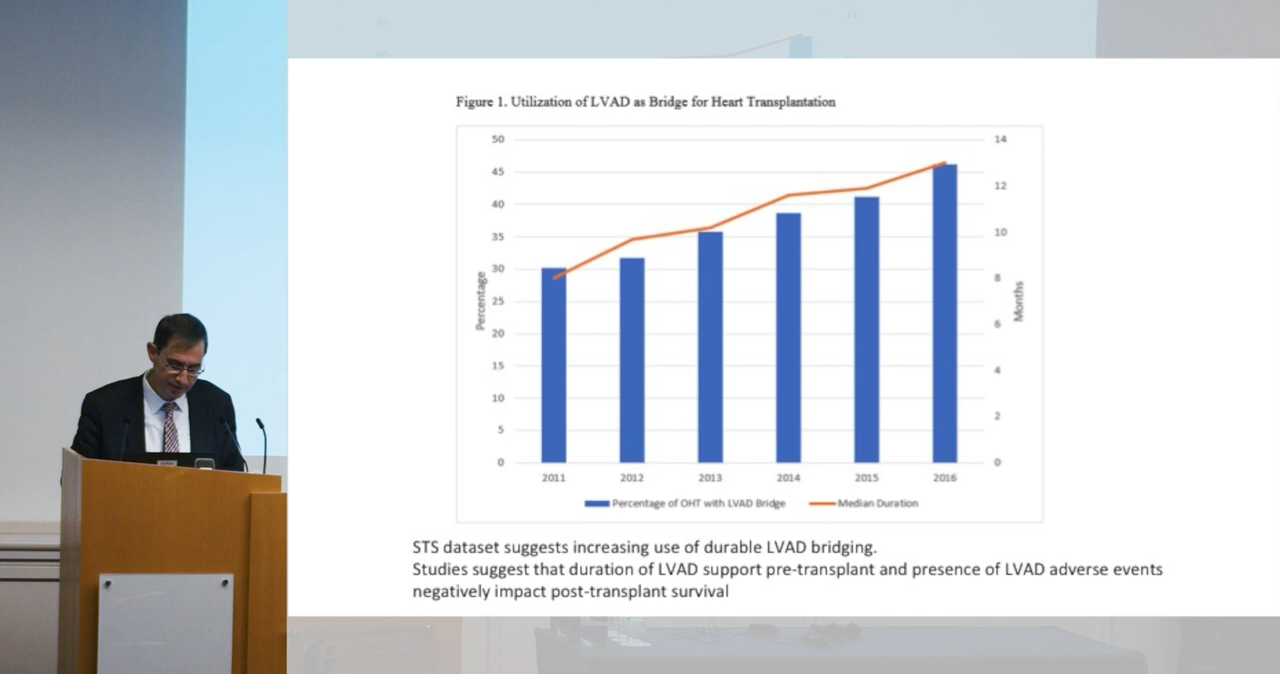 Figure 1. Utilization of LVAD as Bridge for Heart Transplantation
50
45
40
35
30
25
20
15
10
5
0
Percentage
14
12
10
8
6
4
2
0
Months
2011 2012 2013 2014 2015 2016
Percentage of OHT with LVAD Bridge Median Duration
STS dataset suggests increasing use of durable LVAD bridging.
Studies suggest that duration of LVAD support pre-transplant and presence of LVAD adverse events
negatively impact post-transplant survival